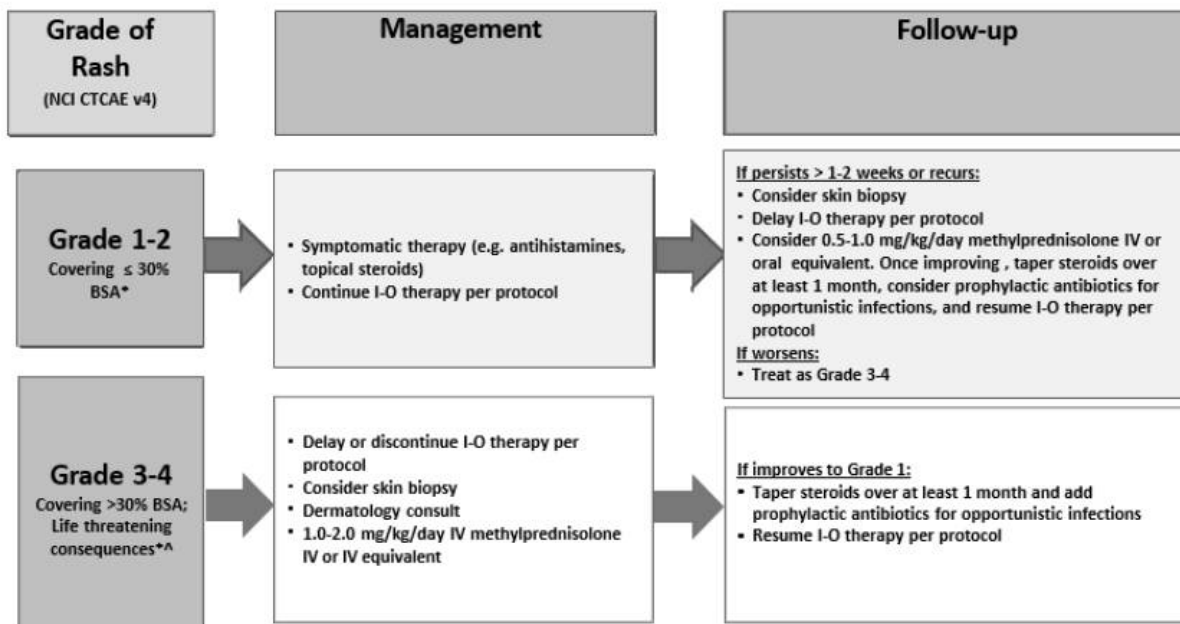 Grade of
Rash
(NCI CTCAE v4)
Management
Follow-up
Grade 1-2
Covering ≤ 30%
BSA*
• Symptomatic therapy (e.g. antihistamines,
topical steroids)
• Continue I-O therapy per protocol
If persists > 1-2 weeks or recurs:
• Consider skin biopsy
• Delay I-O therapy per protocol
• Consider 0.5-1.0 mg/kg/day methylprednisolone IV or
oral equivalent. Once improving , taper steroids over
at least 1 month, consider prophylactic antibiotics for
opportunistic infections, and resume I-O therapy per
protocol
If worsens:
• Treat as Grade 3-4
Grade 3-4
Covering >30% BSA;
Life threatening
consequences*^
• Delay or discontinue I-O therapy per
protocol
• Consider skin biopsy
• Dermatology consult
• 1.0-2.0 mg/kg/day IV methylprednisolone
IV or IV equivalent
If improves to Grade 1:
• Taper steroids over at least 1 month and add
prophylactic antibiotics for opportunistic infections
• Resume I-O therapy per protocol